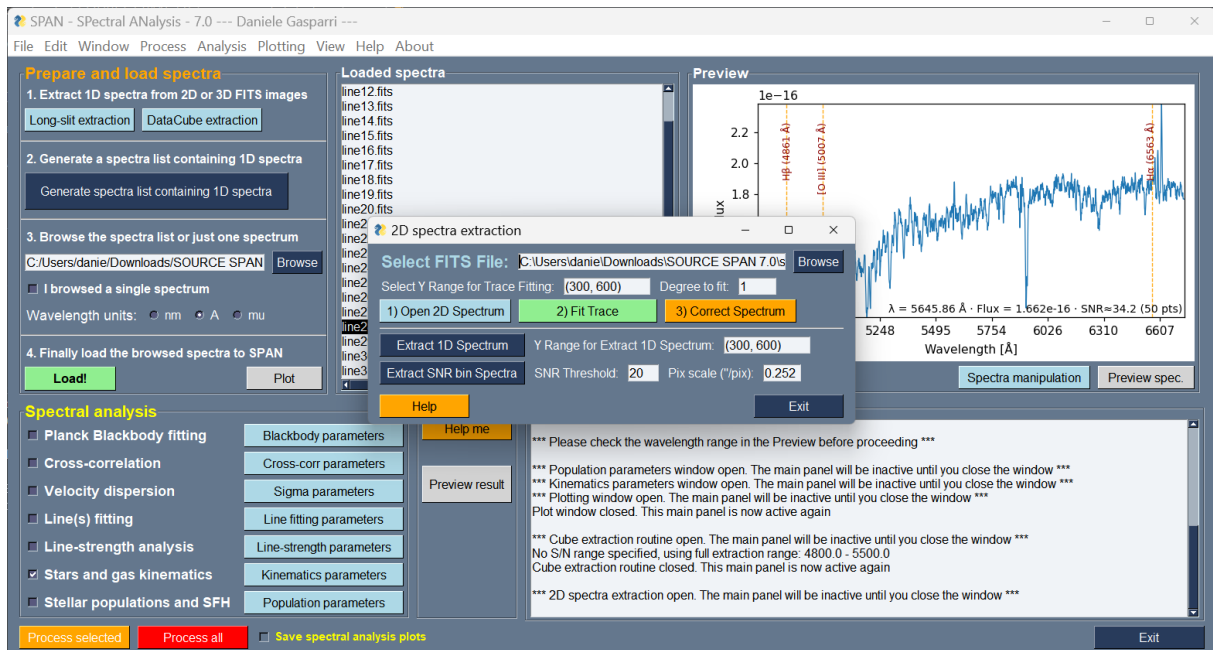 SPAN - SPectral ANalysis - 7.0 --- Daniele Gasparri ---
File Edit Window Process Analysis Plotting View Help About
Prepare and load spectra
1. Extract 1D spectra from 2D or 3D FITS images
Long-slit extraction DataCube extraction
2. Generate a spectra list containing 1D spectra
Generate spectra list containing 1D spectra
3. Browse the spectra list or just one spectrum
C:/Users/danie/Downloads/SOURCE SPAN Browse
I browsed a single spectrum
Wavelength units: nm A mu
4. Finally load the browsed spectra to SPAN
Load! Plot
Loaded spectra
line12.fits
line13.fits
line14.fits
line15.fits
line16.fits
line17.fits
line18.fits
line19.fits
line20.fits
Preview
1e−16
2.2
2.0
1.8
Hβ (4861 Å)
[O III] (5007 Å)
Hα (6563 Å)
λ = 5645.86 Å · Flux = 1.662e-16 · SNR≈34.2 (50 pts)
5248 5495 5754 6026 6310 6607
Wavelength [Å]
Spectra manipulation Preview spec.
2D spectra extraction
Select FITS File: C:\Users\danie\Downloads\SOURCE SPAN 7.0\s Browse
Select Y Range for Trace Fitting: (300, 600) Degree to fit: 1
1) Open 2D Spectrum 2) Fit Trace 3) Correct Spectrum
Extract 1D Spectrum Y Range for Extract 1D Spectrum: (300, 600)
Extract SNR bin Spectra SNR Threshold: 20 Pix scale ("/pix): 0.252
Help Exit
Spectral analysis
Planck Blackbody fitting Blackbody parameters
Cross-correlation Cross-corr parameters
Velocity dispersion Sigma parameters
Line(s) fitting Line fitting parameters
Line-strength analysis Line-strength parameters
Stars and gas kinematics Kinematics parameters
Stellar populations and SFH Population parameters
Help me
Preview result
*** Please check the wavelength range in the Preview before proceeding ***
*** Population parameters window open. The main panel will be inactive until you close the window ***
*** Kinematics parameters window open. The main panel will be inactive until you close the window ***
*** Plotting window open. The main panel will be inactive until you close the window ***
Plot window closed. This main panel is now active again
*** Cube extraction routine open. The main panel will be inactive until you close the window ***
No S/N range specified, using full extraction range: 4800.0 - 5500.0
Cube extraction routine closed. This main panel is now active again
*** 2D spectra extraction open. The main panel will be inactive until you close the window ***
Process selected Process all Save spectral analysis plots
Exit